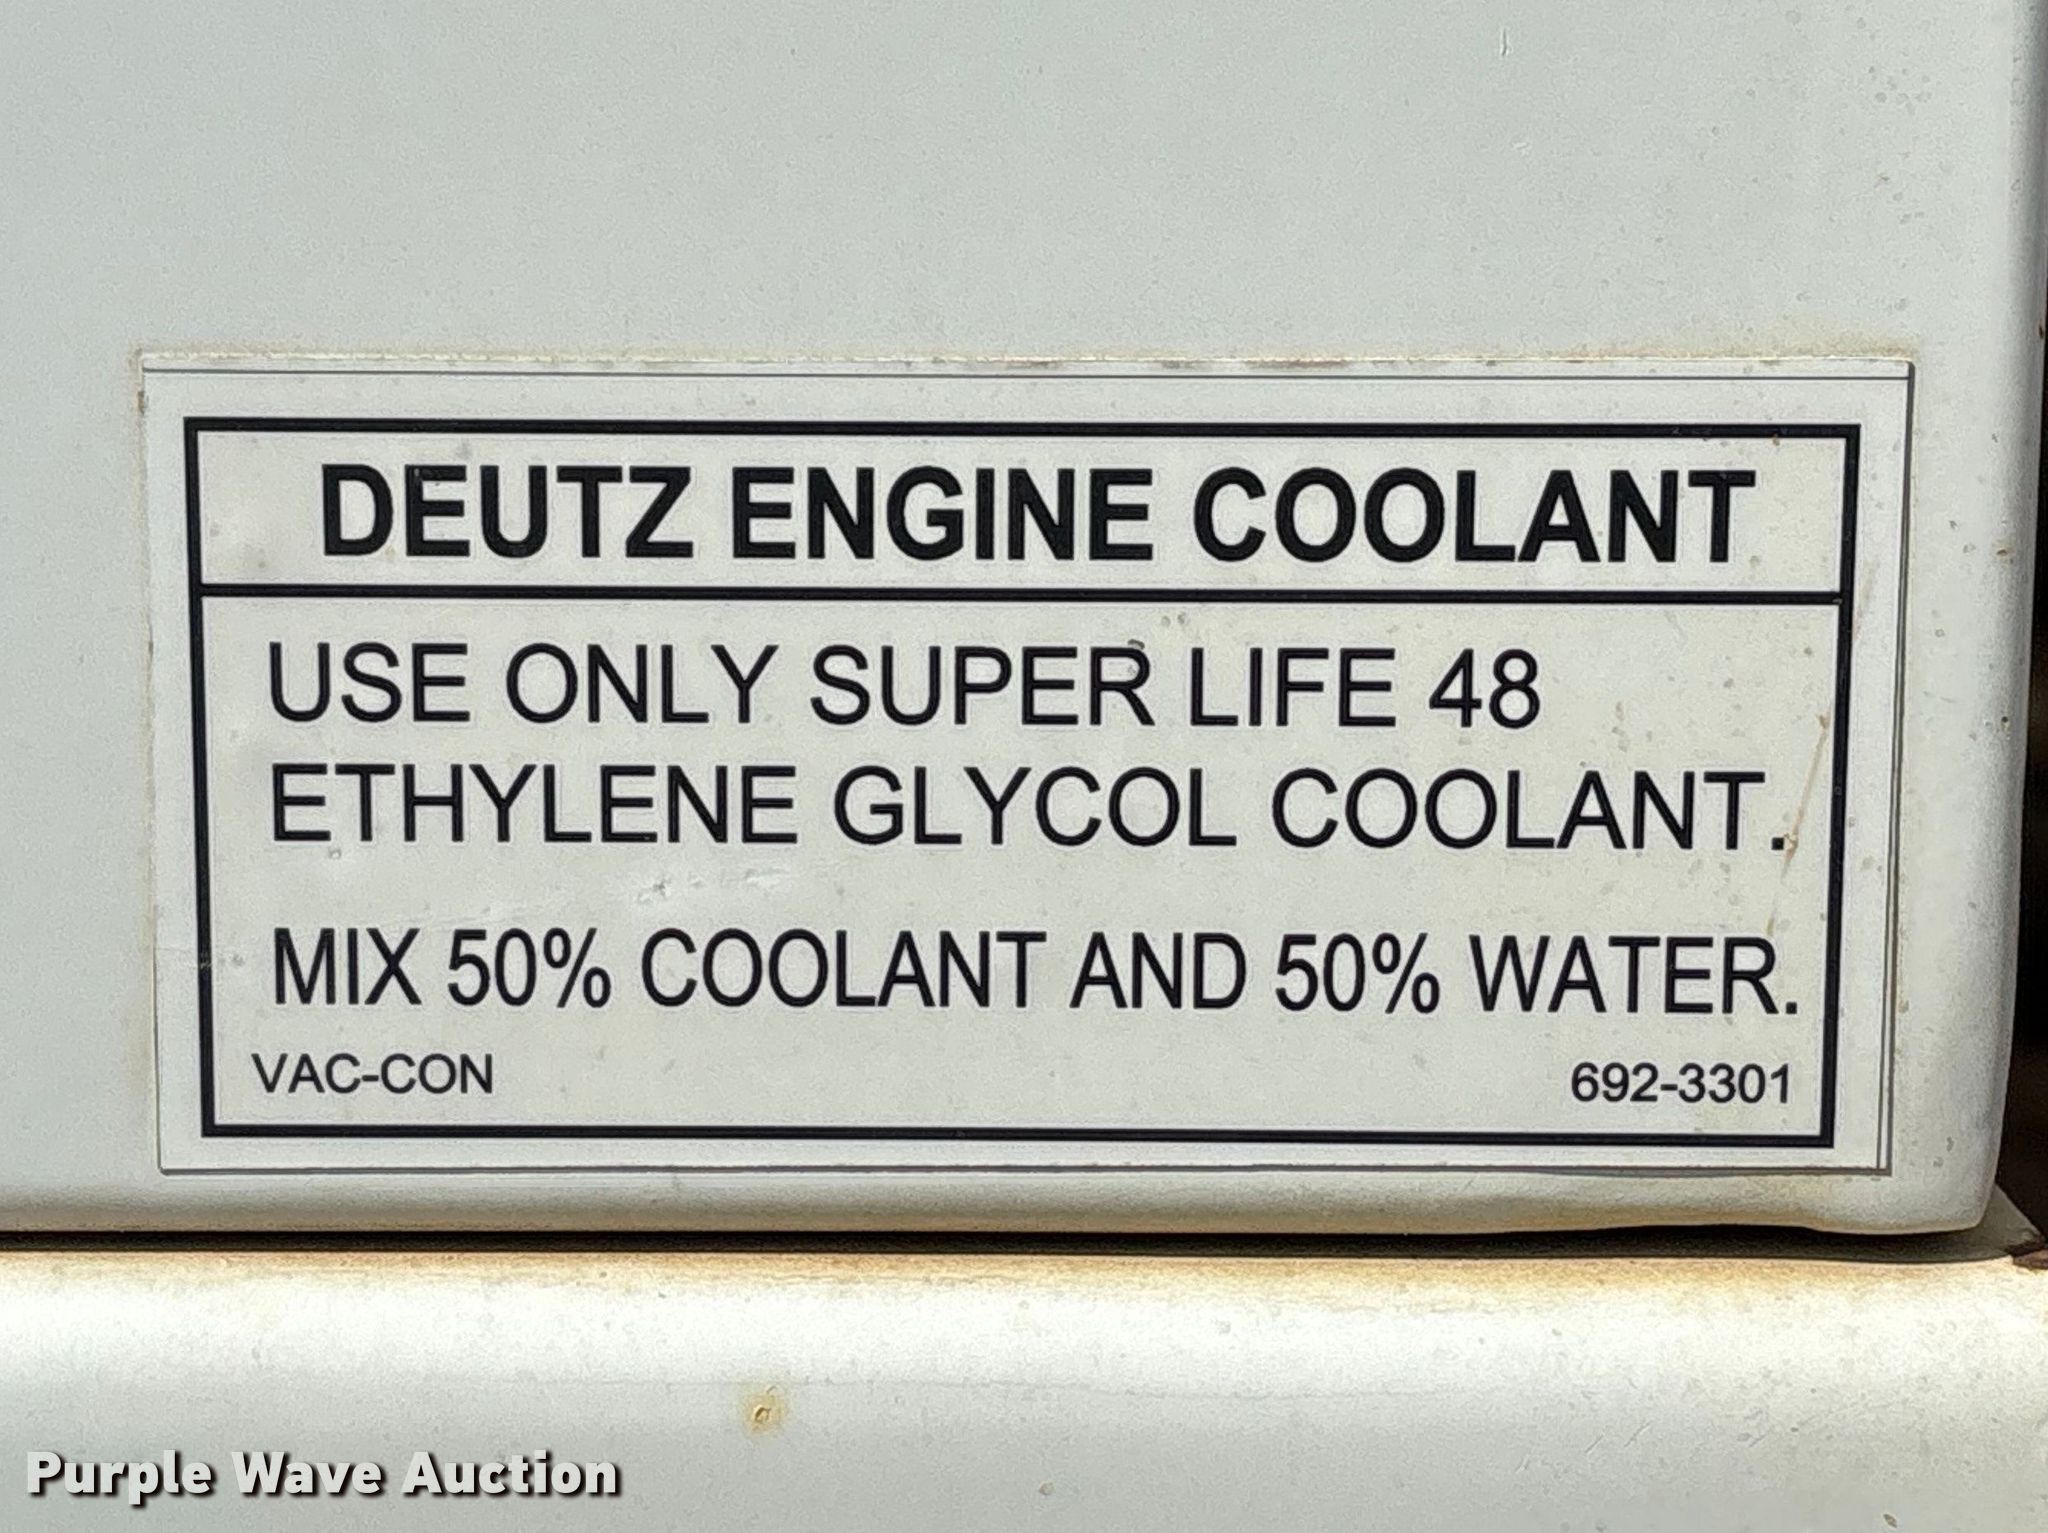 DEUTZ ENGINE COOLANT
USE ONLY SUPER LIFE 48
ETHYLENE GLYCOL COOLANT.
MIX 50% COOLANT AND 50% WATER.
VAC-CON 692-3301
Purple Wave Auction